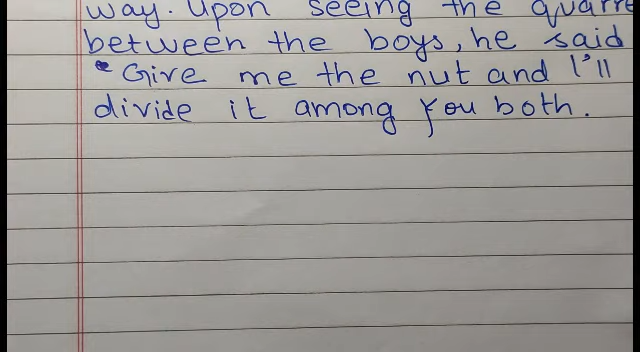 way. Upon seeing the quarre
between the boys, he said
“Give me the nut and I'll
divide it among you both.